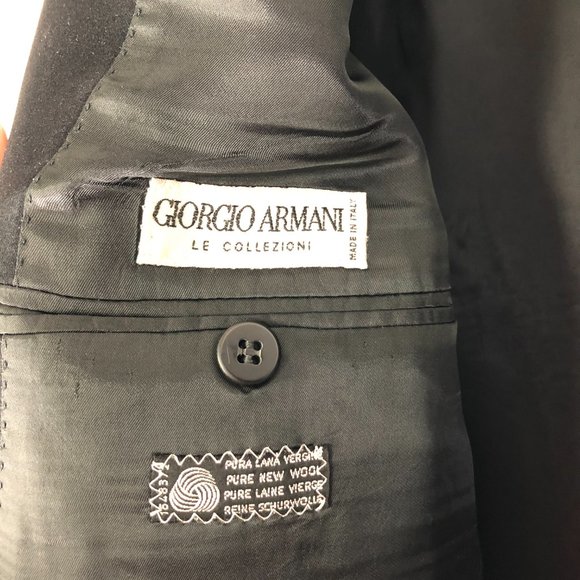 GIORGIO ARMANI
LE COLLEZIONI
MADE IN ITALY
PURA LANA VERGINE
PURE NEW WOOL
PURE LAINE VIERGE
REINE SCHURWOLLE